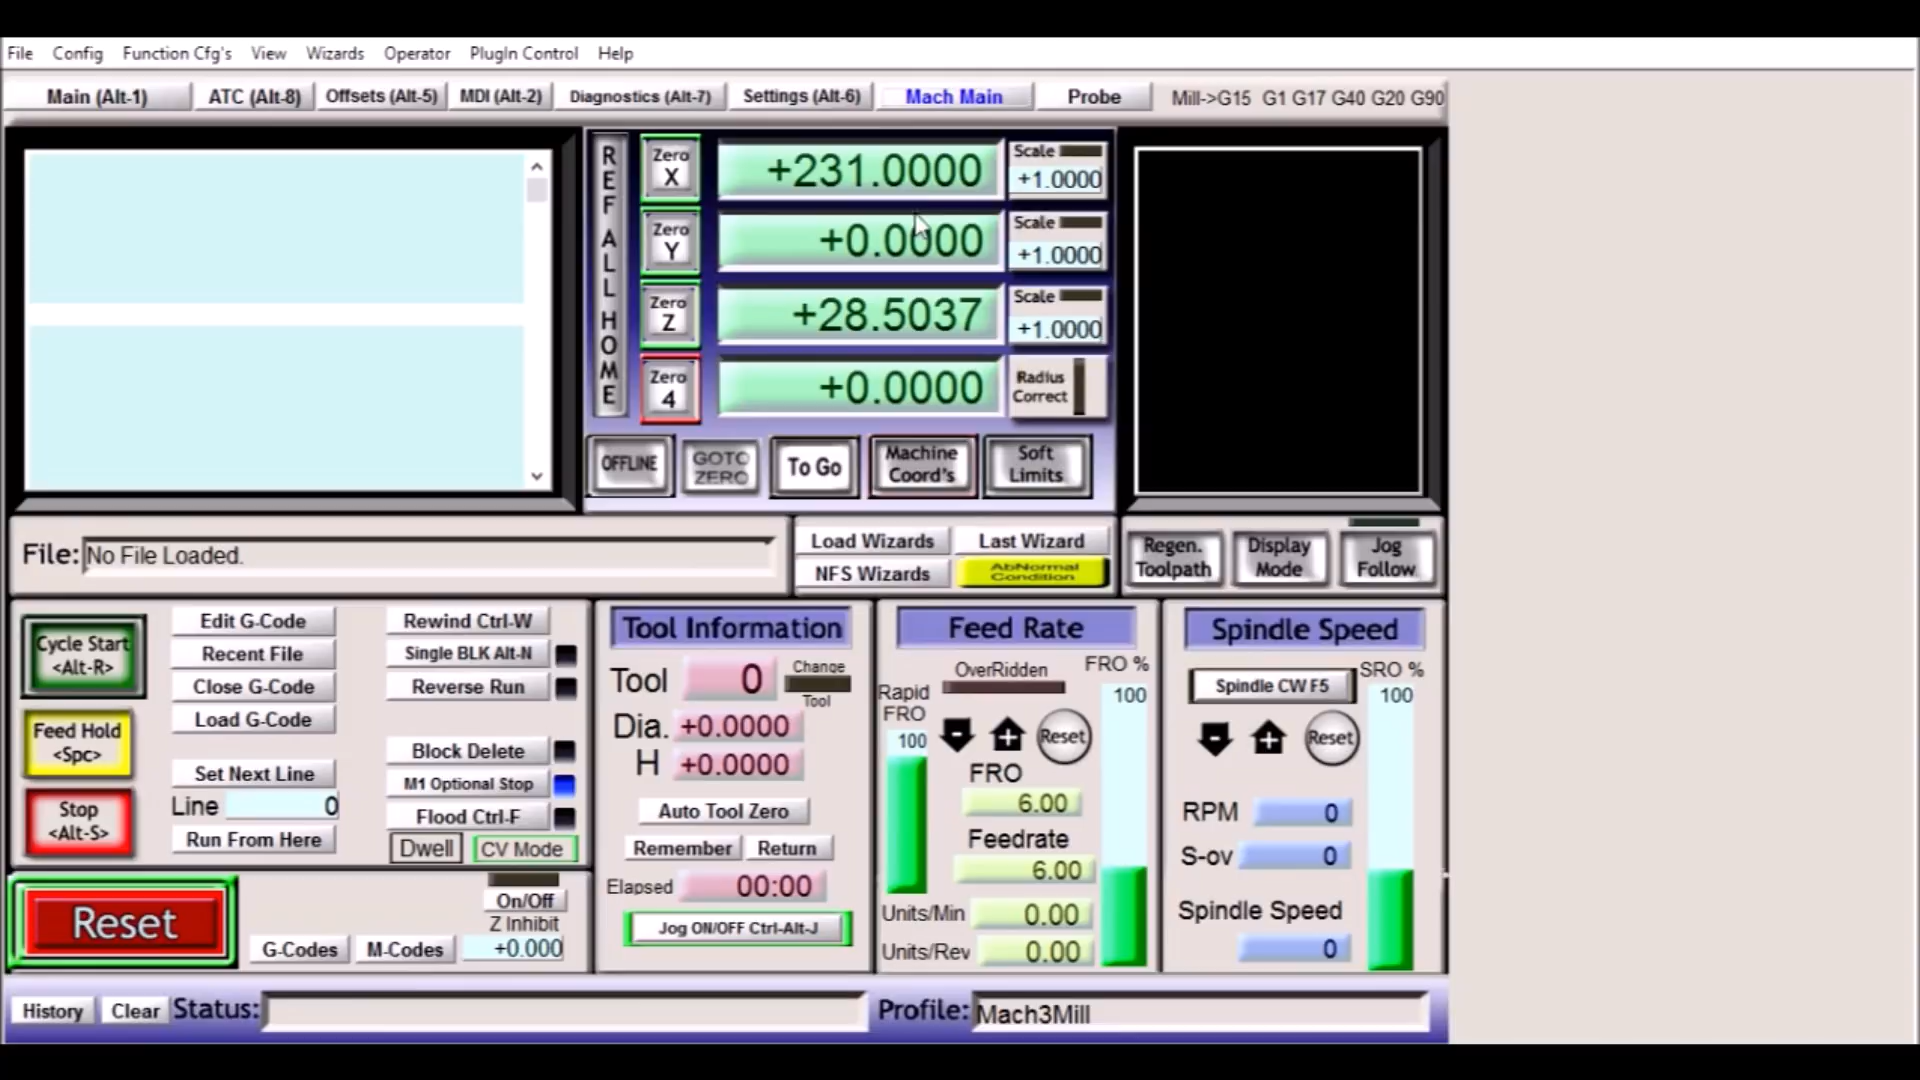 File Config Function Cfg's View Wizards Operator PlugIn Control Help
Main (Alt-1) ATC (Alt-8) Offsets (Alt-5) MDI (Alt-2) Diagnostics (Alt-7) Settings (Alt-6) Mach Main Probe Mill->G15 G1 G17 G40 G20 G90
REF ALL HOME
Zero X +231.0000 Scale +1.0000
Zero Y +0.0000 Scale +1.0000
Zero Z +28.5037 Scale +1.0000
Zero 4 +0.0000 Radius Correct
OFFLINE GOTO ZERO To Go Machine Coord's Soft Limits
File: No File Loaded.
Load Wizards Last Wizard
NFS Wizards AbNormal Condition
Regen. Toolpath Display Mode Jog Follow
Cycle Start <Alt-R>
Feed Hold <Spc>
Stop <Alt-S>
Edit G-Code
Recent File
Close G-Code
Load G-Code
Set Next Line
Line 0
Run From Here
Rewind Ctrl-W
Single BLK Alt-N
Reverse Run
Block Delete
M1 Optional Stop
Flood Ctrl-F
Dwell CV Mode
Reset
G-Codes M-Codes
On/Off
Z Inhibit
+0.000
Tool Information
Tool 0 Change Tool
Dia. +0.0000
H +0.0000
Auto Tool Zero
Remember Return
Elapsed 00:00
Jog ON/OFF Ctrl-Alt-J
Feed Rate
OverRidden FRO %
Rapid FRO 100
100
Reset
FRO
6.00
Feedrate
6.00
Units/Min 0.00
Units/Rev 0.00
Spindle Speed
Spindle CW F5 SRO %
100
Reset
RPM 0
S-ov 0
Spindle Speed
0
History Clear Status: Profile: Mach3Mill